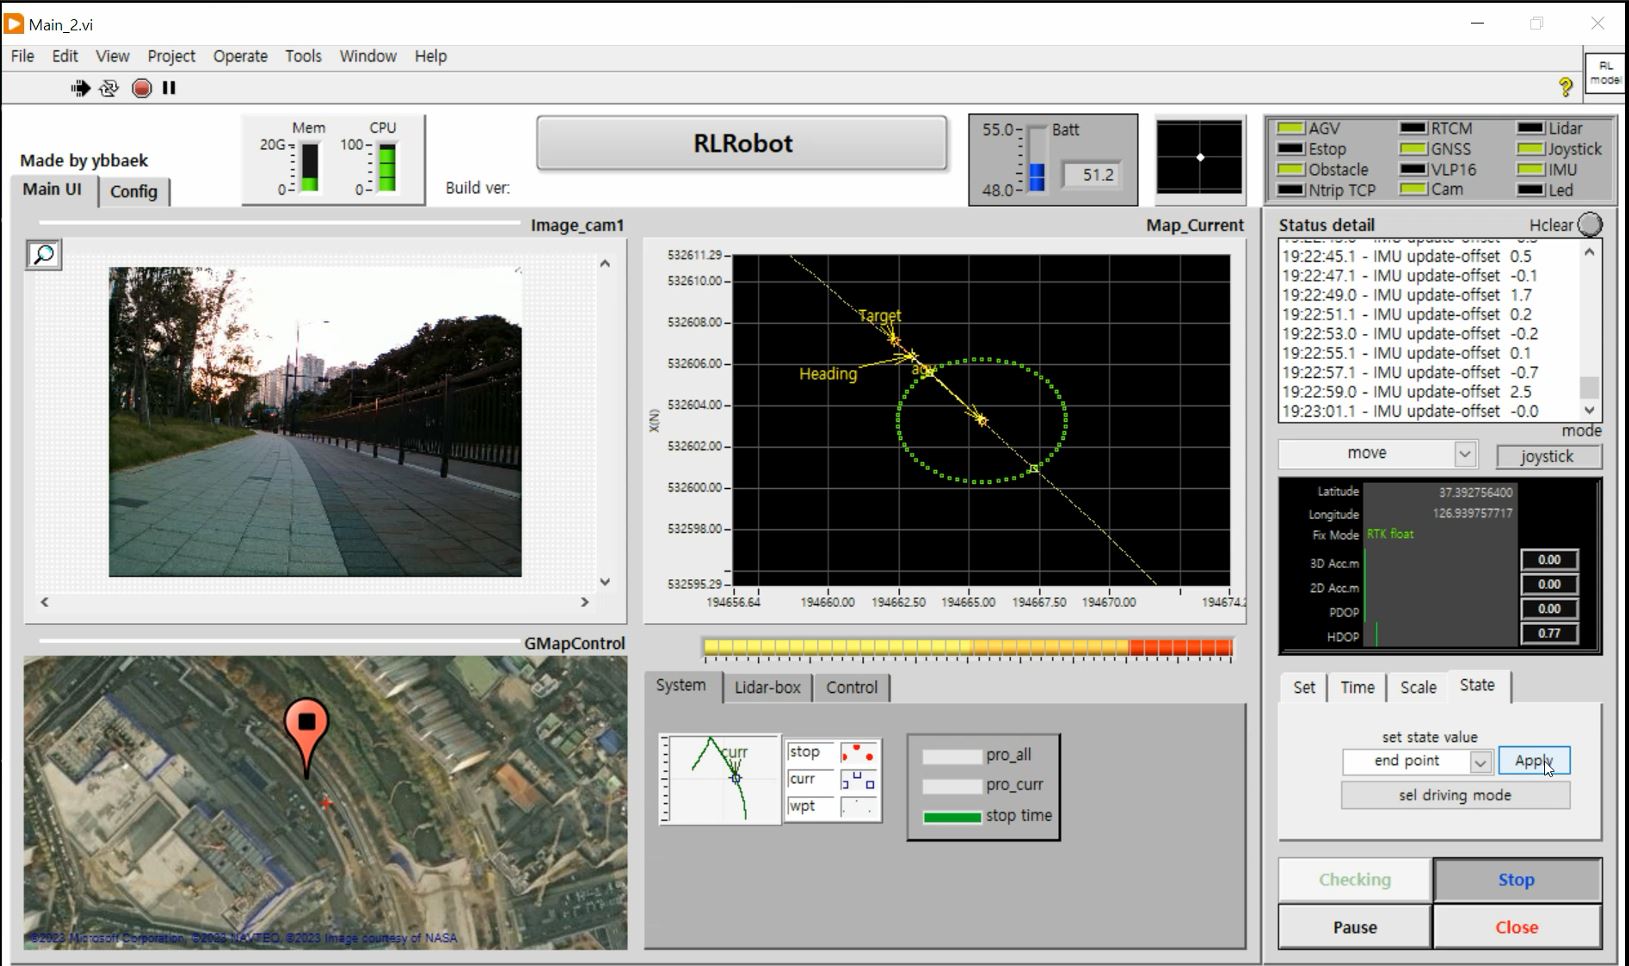 Main_2.vi
File Edit View Project Operate Tools Window Help
RL
model
Made by ybbaek
Mem CPU
20G
100
0
0
Build ver:
RLRobot
55.0 Batt
51.2
48.0
AGV RTCM Lidar
Estop GNSS Joystick
Obstacle VLP16 IMU
Ntrip TCP Cam Led
Main UI Config
Image_cam1
Map_Current
532611.29
532610.00
532608.00
532606.00
532604.00
532602.00
532600.00
532598.00
532595.29
X(N)
Target
Heading
194656.64 194660.00 194662.50 194665.00 194667.50 194670.00 194674.2
Status detail Hclear
19:22:45.1 - IMU update-offset 0.5
19:22:47.1 - IMU update-offset -0.1
19:22:49.0 - IMU update-offset 1.7
19:22:51.1 - IMU update-offset 0.2
19:22:53.0 - IMU update-offset -0.2
19:22:55.1 - IMU update-offset 0.1
19:22:57.1 - IMU update-offset -0.7
19:22:59.0 - IMU update-offset 2.5
19:23:01.1 - IMU update-offset -0.0
mode
move joystick
Latitude 37.392756400
Longitude 126.939757717
Fix Mode RTK float
3D Acc.m 0.00
2D Acc.m 0.00
PDOP 0.00
HDOP 0.77
GMapControl
©2023 Microsoft Corporation, ©2023 NAVTEQ, ©2023 Image courtesy of NASA
System Lidar-box Control
curr
stop
curr
wpt
pro_all
pro_curr
stop time
Set Time Scale State
set state value
end point Apply
sel driving mode
Checking Stop
Pause Close